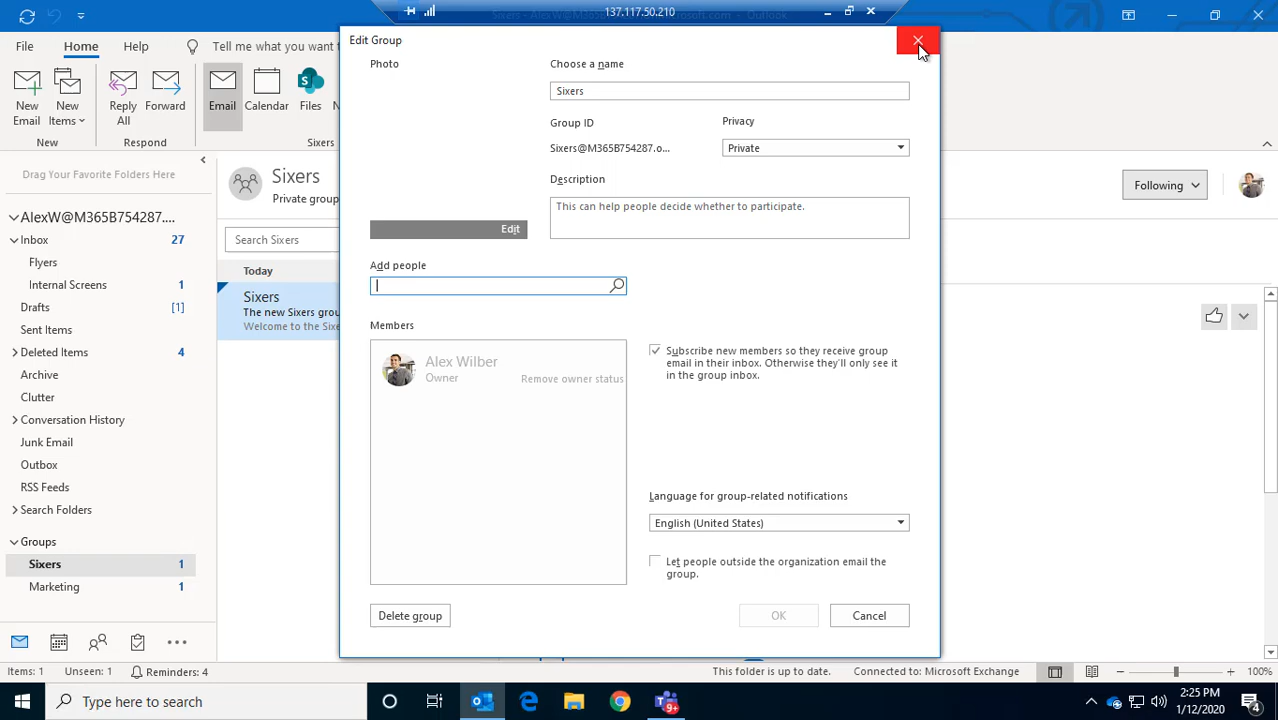 137.117.50.210
Sixers - AlexW@M365B754287.onmicrosoft.com - Outlook
File
Home
Help
Tell me what you want
New Email
New Items
Reply All
Forward
Email
Calendar
Files
New
Respond
Sixers
Drag Your Favorite Folders Here
AlexW@M365B754287....
Inbox 27
Flyers
Internal Screens 1
Drafts [1]
Sent Items
Deleted Items 4
Archive
Clutter
Conversation History
Junk Email
Outbox
RSS Feeds
Search Folders
Groups
Sixers 1
Marketing 1
Sixers
Private group
Search Sixers
Today
Sixers
The new Sixers grou
Welcome to the Sixe
Following
Edit Group
Photo
Edit
Choose a name
Sixers
Group ID
Sixers@M365B754287.o...
Privacy
Private
Description
This can help people decide whether to participate.
Add people
Members
Alex Wilber
Owner
Remove owner status
Subscribe new members so they receive group
email in their inbox. Otherwise they'll only see it
in the group inbox.
Language for group-related notifications
English (United States)
Let people outside the organization email the
group.
Delete group
OK
Cancel
Items: 1
Unseen: 1
Reminders: 4
This folder is up to date.
Connected to: Microsoft Exchange
100%
Type here to search
9+
2:25 PM
1/12/2020
4